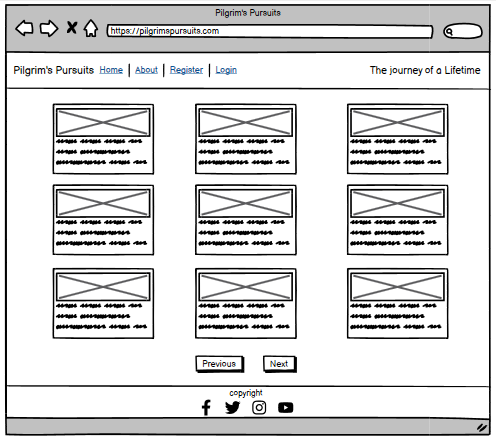 Pilgrim's Pursuits
https://pilgrimspursuits.com
Pilgrim's Pursuits Home | About | Register | Login The journey of a Lifetime
Previous Next
copyright